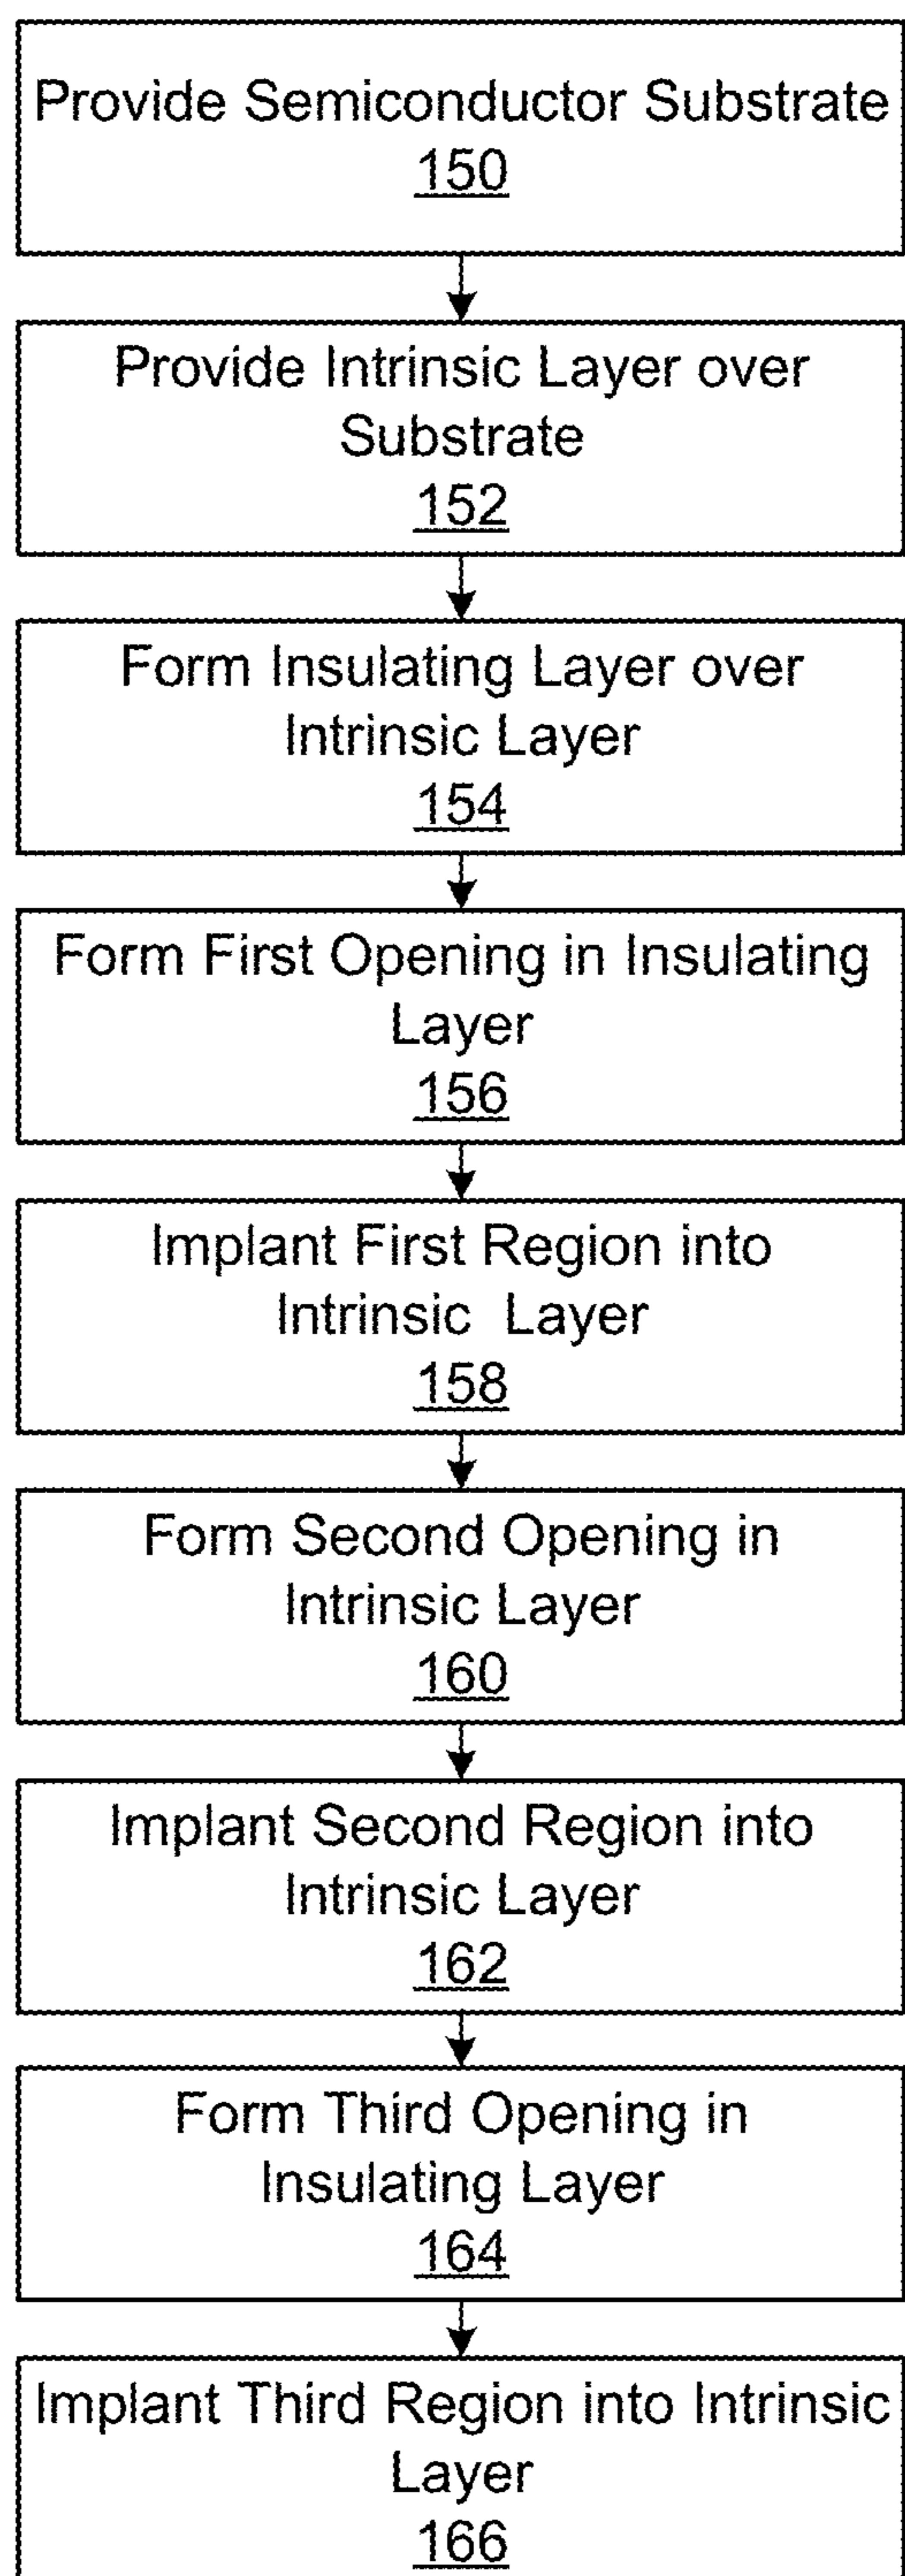 Provide Semiconductor Substrate
150
Provide Intrinsic Layer over
Substrate
152
Form Insulating Layer over
Intrinsic Layer
154
Form First Opening in Insulating
Layer
156
Implant First Region into
Intrinsic Layer
158
Form Second Opening in
Intrinsic Layer
160
Implant Second Region into
Intrinsic Layer
162
Form Third Opening in
Insulating Layer
164
Implant Third Region into Intrinsic
Layer
166